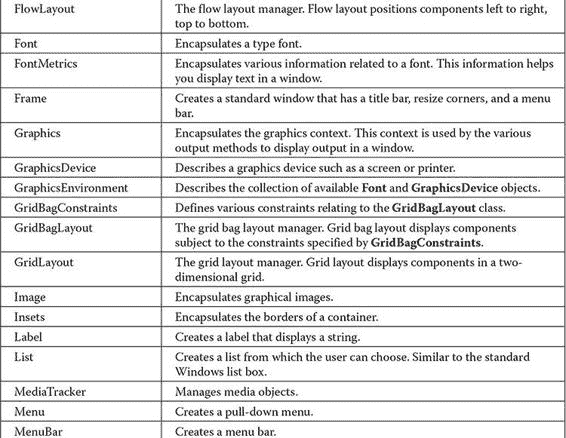 FlowLayout The flow layout manager. Flow layout positions components left to right,
top to bottom.
Font Encapsulates a type font.
FontMetrics Encapsulates various information related to a font. This information helps
you display text in a window.
Frame Creates a standard window that has a title bar, resize corners, and a menu
bar.
Graphics Encapsulates the graphics context. This context is used by the various
output methods to display output in a window.
GraphicsDevice Describes a graphics device such as a screen or printer.
GraphicsEnvironment Describes the collection of available Font and GraphicsDevice objects.
GridBagConstraints Defines various constraints relating to the GridBagLayout class.
GridBagLayout The grid bag layout manager. Grid bag layout displays components
subject to the constraints specified by GridBagConstraints.
GridLayout The grid layout manager. Grid layout displays components in a two-
dimensional grid.
Image Encapsulates graphical images.
Insets Encapsulates the borders of a container.
Label Creates a label that displays a string.
List Creates a list from which the user can choose. Similar to the standard
Windows list box.
MediaTracker Manages media objects.
Menu Creates a pull-down menu.
MenuBar Creates a menu bar.